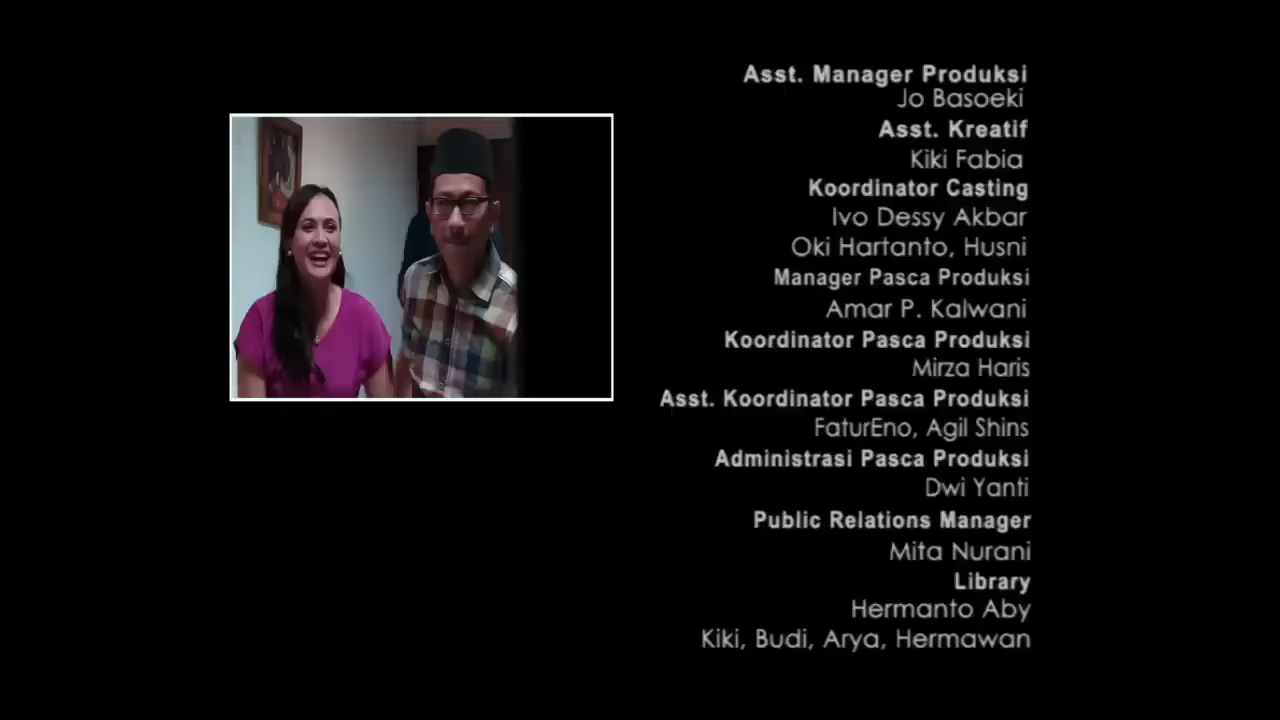 Asst. Manager Produksi
Jo Basoeki
Asst. Kreatif
Kiki Fabia
Koordinator Casting
Ivo Dessy Akbar
Oki Hartanto, Husni
Manager Pasca Produksi
Amar P. Kalwani
Koordinator Pasca Produksi
Mirza Haris
Asst. Koordinator Pasca Produksi
FaturEno, Agil Shins
Administrasi Pasca Produksi
Dwi Yanti
Public Relations Manager
Mita Nurani
Library
Hermanto Aby
Kiki, Budi, Arya, Hermawan